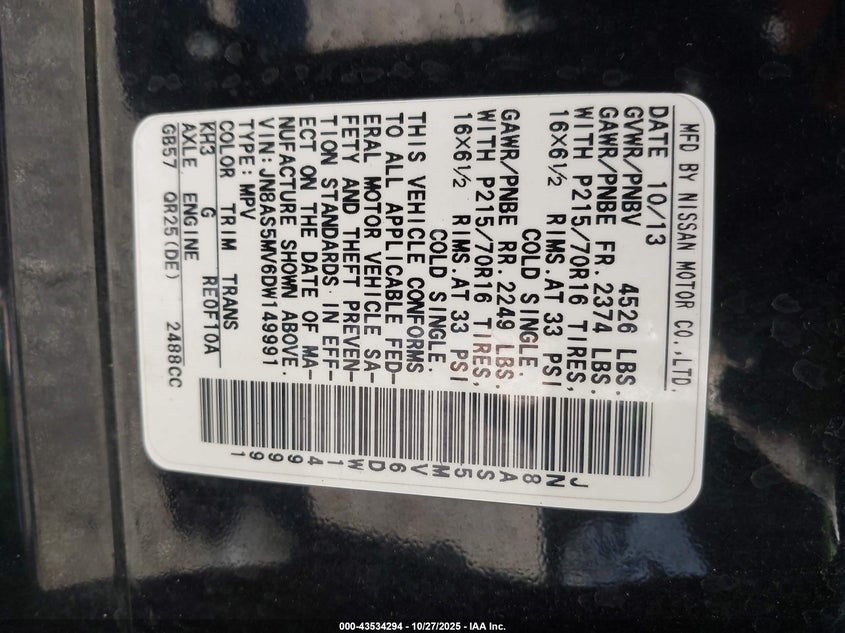 MFD BY NISSAN MOTOR CO.,LTD.
DATE 10/13
GVWR/PNBV 4526 LBS.
GAWR/PNBE FR. 2374 LBS.
WITH P215/70R16 TIRES,
16X6½ RIMS.AT 33 PSI
COLD SINGLE
GAWR/PNBE RR. 2249 LBS.
WITH P215/70R16 TIRES,
16X6½ RIMS.AT 33 PSI
COLD SINGLE.
THIS VEHICLE CONFORMS
TO ALL APPLICABLE FED-
ERAL MOTOR VEHICLE SA-
FETY AND THEFT PREVEN-
TION STANDARDS IN EFF-
ECT ON THE DATE OF MA-
NUFACTURE SHOWN ABOVE.
VIN:JN8AS5MV6DW149991
TYPE:MPV
COLOR TRIM TRANS
KH3 G RE0F10A
AXLE ENGINE
GB57 QR25(DE) 2488CC
JN8AS5MV6DW149991
000-43534294 - 10/27/2025 - IAA Inc.